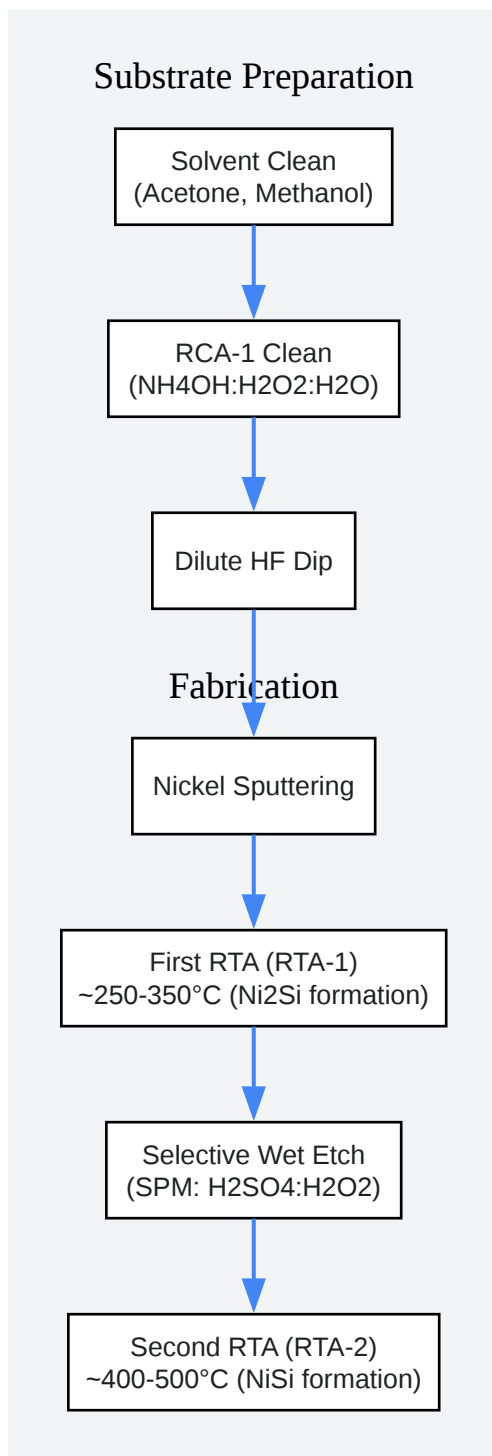 Substrate Preparation
Solvent Clean
(Acetone, Methanol)
RCA-1 Clean
(NH4OH:H2O2:H2O)
Dilute HF Dip
Fabrication
Nickel Sputtering
First RTA (RTA-1)
~250-350°C (Ni2Si formation)
Selective Wet Etch
(SPM: H2SO4:H2O2)
Second RTA (RTA-2)
~400-500°C (NiSi formation)